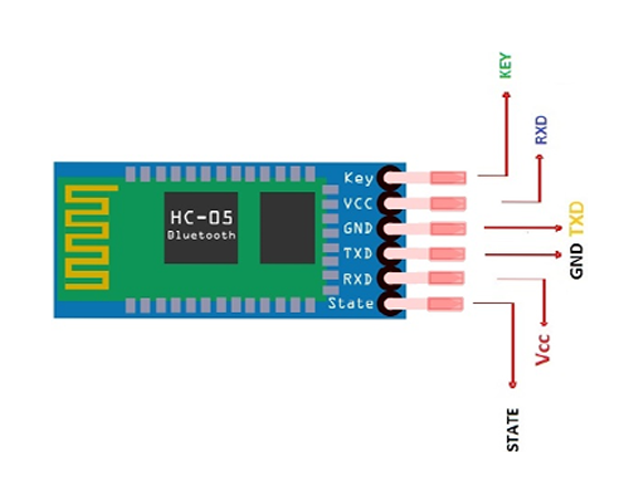 HC-05
Bluetooth
Key
VCC
GND
TXD
RXD
State
KEY
RXD
TXD
GND
Vcc
STATE